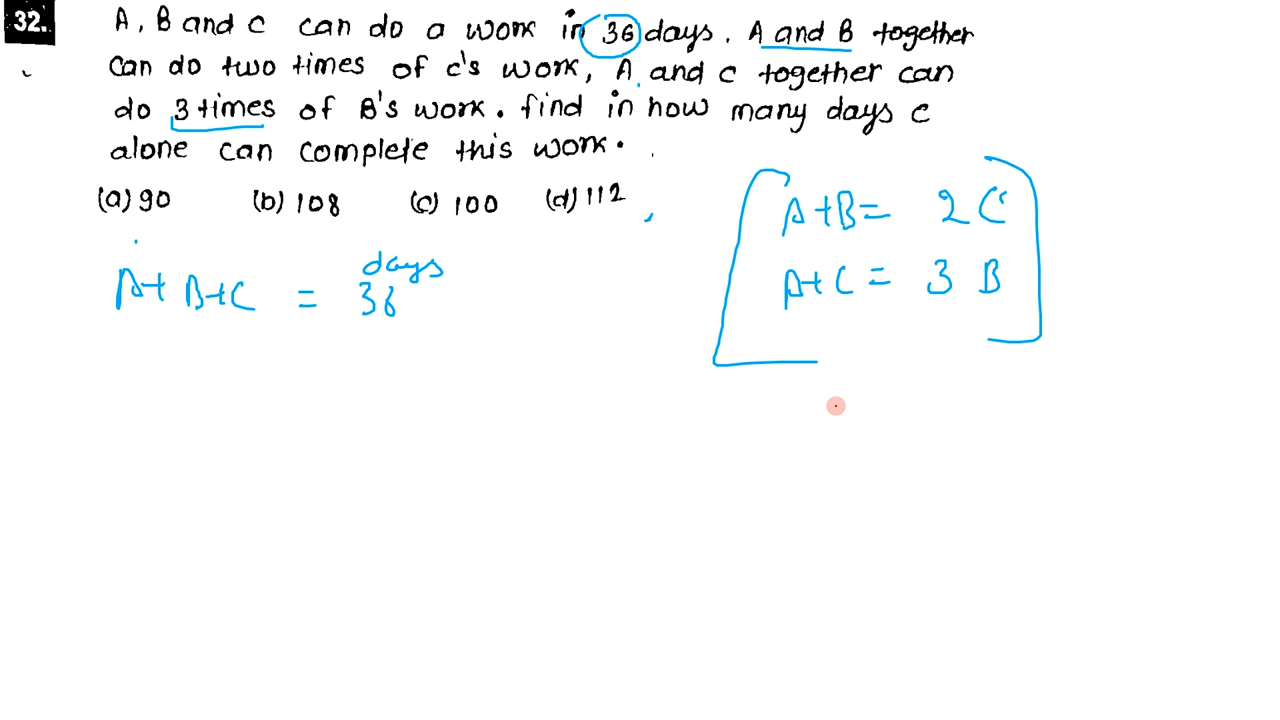 32. A, B and C can do a work in 36 days. A and B together
can do two times of C's work, A and C together can
do 3 times of B's work. find in how many days C
alone can complete this work.
(a) 90 (b) 108 (c) 100 (d) 112
A+B= 2C
A+C= 3 B
days
A+ B+C = 36